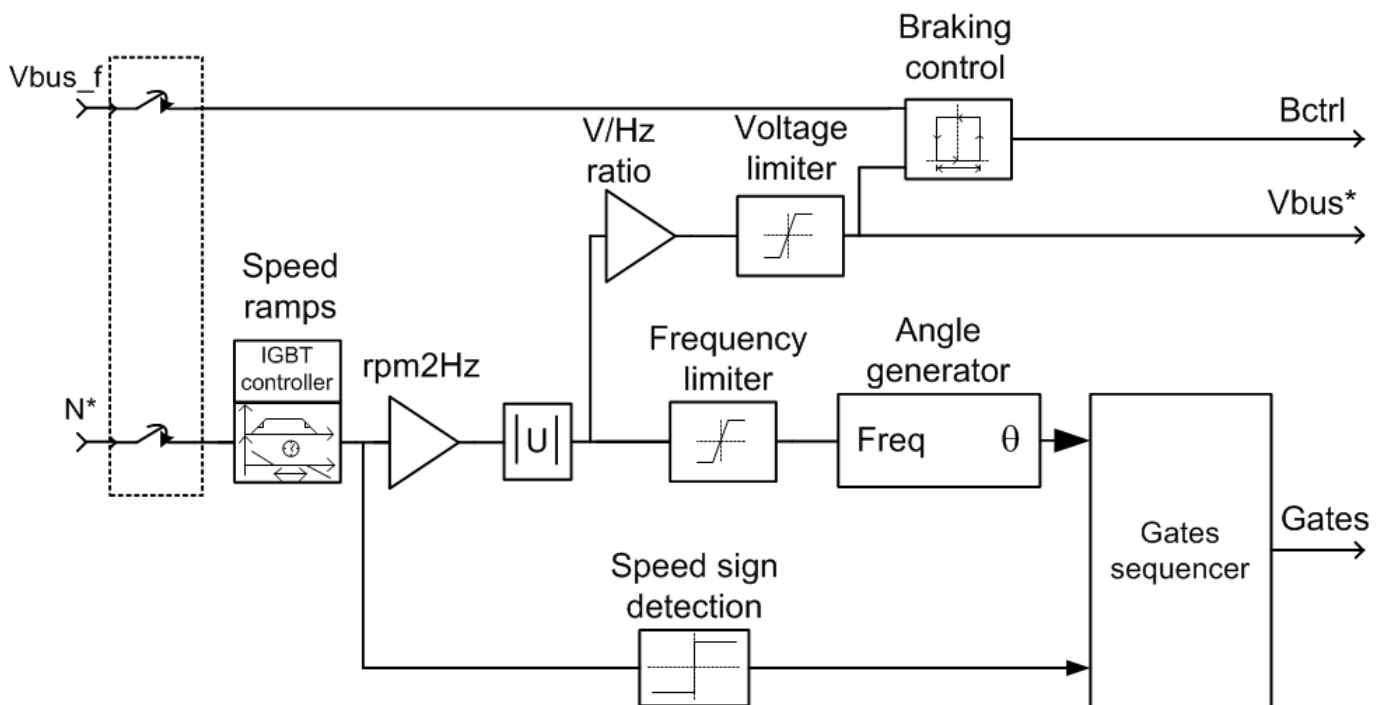 Braking
control
Vbus_f
Bctrl
V/Hz
ratio
Voltage
limiter
Vbus*
Speed
ramps
IGBT
controller
rpm2Hz
Frequency
limiter
Angle
generator
N*
|U|
Freq θ
Gates
sequencer
Gates
Speed sign
detection